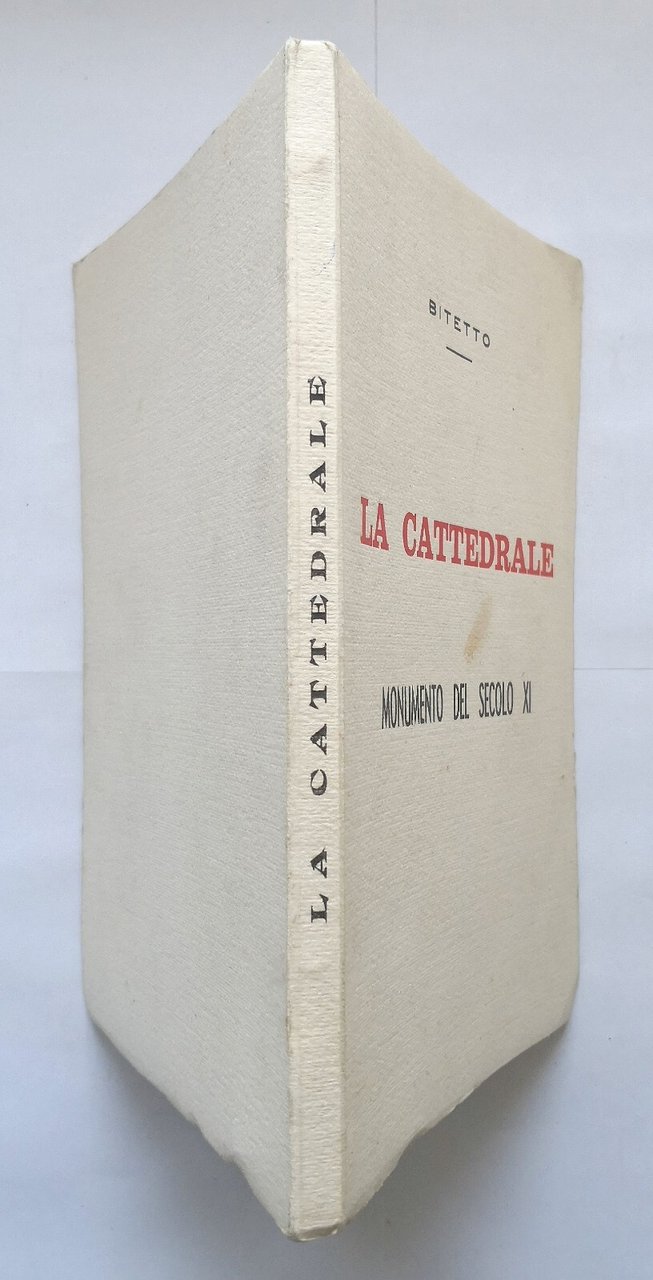 LA CATTEDRALE
BITETTO
LA CATTEDRALE
MONUMENTO DEL SECOLO XI